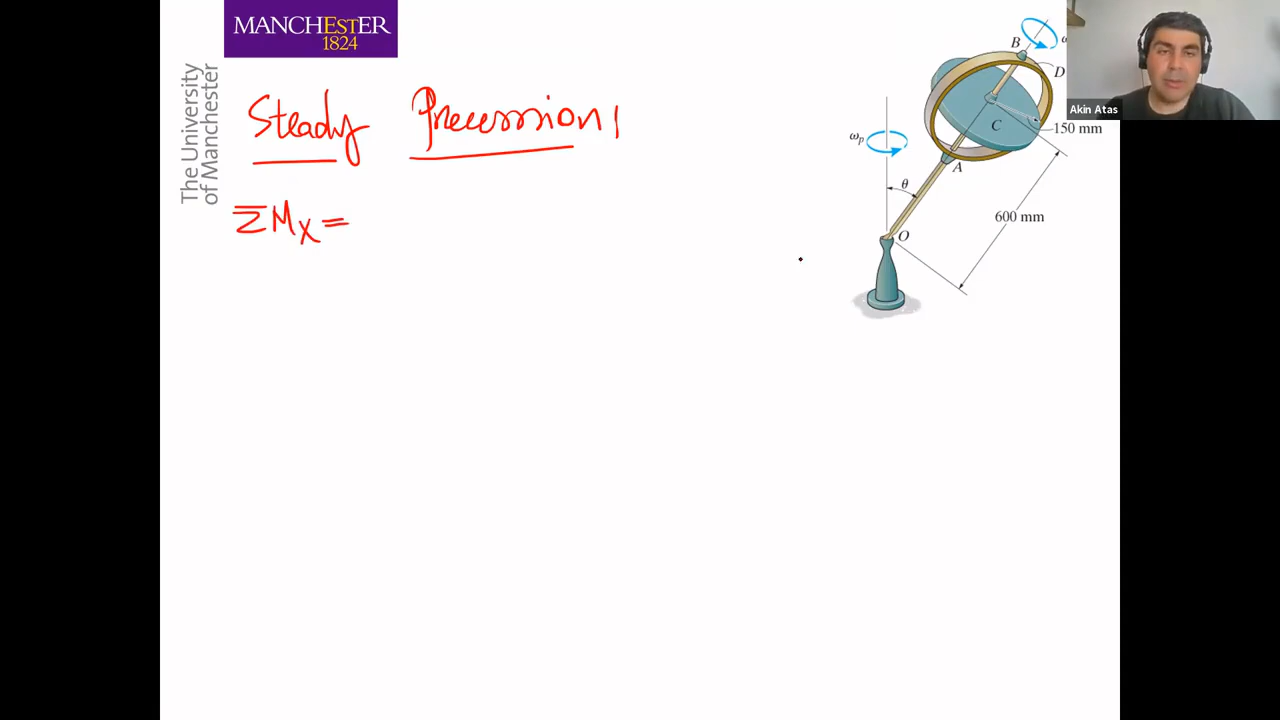 MANCHESTER
1824
The University
of Manchester
Steady Precession
ΣMx =
B
ω
D
ωp
C
150 mm
A
θ
600 mm
O
Akin Atas